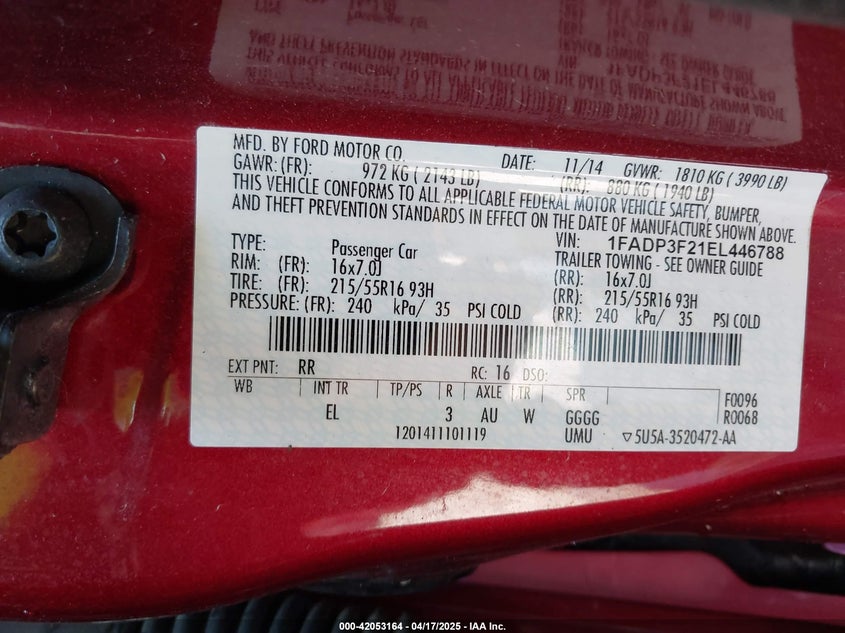 MFD. BY FORD MOTOR CO. DATE: 11/14 GVWR: 1810 KG ( 3990 LB)
GAWR: (FR): 972 KG ( 2143 LB) (RR): 880 KG ( 1940 LB)
THIS VEHICLE CONFORMS TO ALL APPLICABLE FEDERAL MOTOR VEHICLE SAFETY, BUMPER,
AND THEFT PREVENTION STANDARDS IN EFFECT ON THE DATE OF MANUFACTURE SHOWN ABOVE.
VIN: 1FADP3F21EL446788
TYPE: Passenger Car TRAILER TOWING - SEE OWNER GUIDE
RIM: (FR): 16x7.0J (RR): 16x7.0J
TIRE: (FR): 215/55R16 93H (RR): 215/55R16 93H
PRESSURE: (FR): 240 kPa/ 35 PSI COLD (RR): 240 kPa/ 35 PSI COLD
EXT PNT: RR RC: 16 DSO:
WB INT TR TP/PS R AXLE TR SPR F0096
EL 3 AU W GGGG R0068
1201411101119 UMU ▽5U5A-3520472-AA
000-42053164 - 04/17/2025 - IAA Inc.